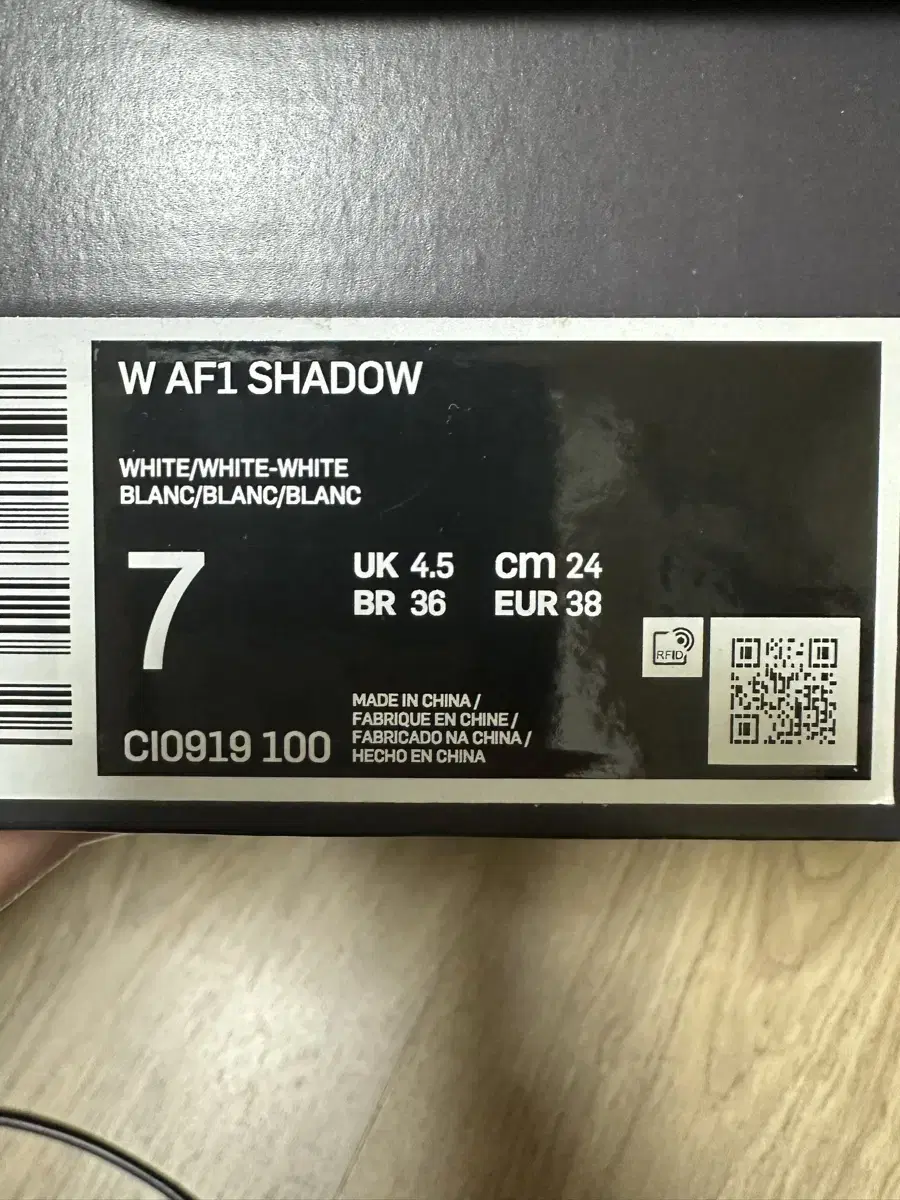 W AF1 SHADOW
WHITE/WHITE-WHITE
BLANC/BLANC/BLANC
7
UK 4.5 cm 24
BR 36 EUR 38
RFID
MADE IN CHINA /
FABRIQUE EN CHINE /
FABRICADO NA CHINA /
HECHO EN CHINA
CI0919 100